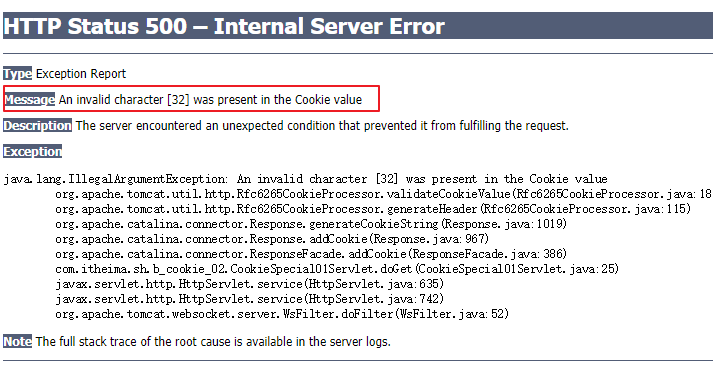 HTTP Status 500 – Internal Server Error
Type Exception Report
Message An invalid character [32] was present in the Cookie value
Description The server encountered an unexpected condition that prevented it from fulfilling the request.
Exception
java.lang.IllegalArgumentException: An invalid character [32] was present in the Cookie value
org.apache.tomcat.util.http.Rfc6265CookieProcessor.validateCookieValue(Rfc6265CookieProcessor.java:18
org.apache.tomcat.util.http.Rfc6265CookieProcessor.generateHeader(Rfc6265CookieProcessor.java:115)
org.apache.catalina.connector.Response.generateCookieString(Response.java:1019)
org.apache.catalina.connector.Response.addCookie(Response.java:967)
org.apache.catalina.connector.ResponseFacade.addCookie(ResponseFacade.java:386)
com.itheima.sh.b_cookie_02.CookieSpecial01Servlet.doGet(CookieSpecial01Servlet.java:25)
javax.servlet.http.HttpServlet.service(HttpServlet.java:635)
javax.servlet.http.HttpServlet.service(HttpServlet.java:742)
org.apache.tomcat.websocket.server.WsFilter.doFilter(WsFilter.java:52)
Note The full stack trace of the root cause is available in the server logs.